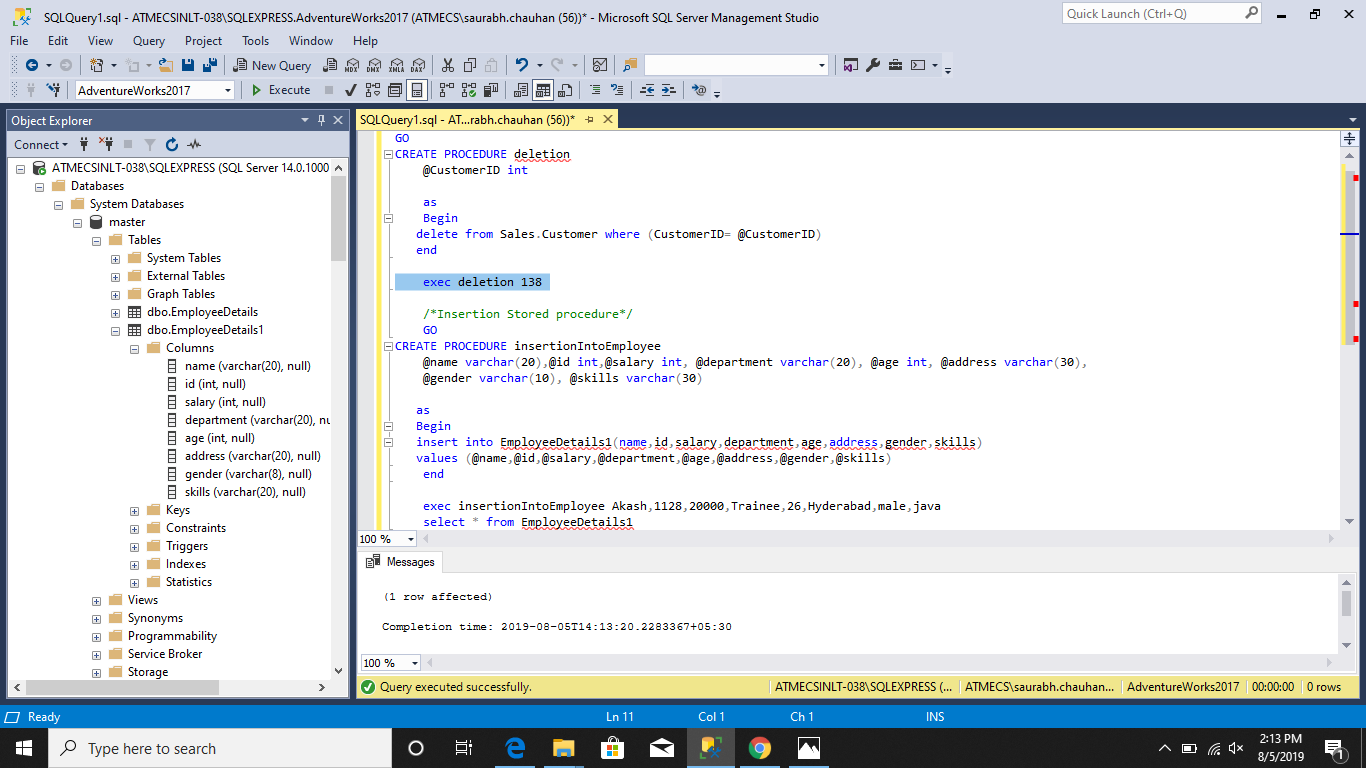 SQLQuery1.sql - ATMECSINLT-038\SQLEXPRESS.AdventureWorks2017 (ATMECS\saurabh.chauhan (56))* - Microsoft SQL Server Management Studio
Quick Launch (Ctrl+Q)
File Edit View Query Project Tools Window Help
New Query MDX DMX XMLA DAX
AdventureWorks2017 Execute
Object Explorer
Connect
ATMECSINLT-038\SQLEXPRESS (SQL Server 14.0.1000
Databases
System Databases
master
Tables
System Tables
External Tables
Graph Tables
dbo.EmployeeDetails
dbo.EmployeeDetails1
Columns
name (varchar(20), null)
id (int, null)
salary (int, null)
department (varchar(20), nu
age (int, null)
address (varchar(20), null)
gender (varchar(8), null)
skills (varchar(20), null)
Keys
Constraints
Triggers
Indexes
Statistics
Views
Synonyms
Programmability
Service Broker
Storage
SQLQuery1.sql - AT...rabh.chauhan (56))*
GO
CREATE PROCEDURE deletion
@CustomerID int
as
Begin
delete from Sales.Customer where (CustomerID= @CustomerID)
end
exec deletion 138
/*Insertion Stored procedure*/
GO
CREATE PROCEDURE insertionIntoEmployee
@name varchar(20),@id int,@salary int, @department varchar(20), @age int, @address varchar(30),
@gender varchar(10), @skills varchar(30)
as
Begin
insert into EmployeeDetails1(name,id,salary,department,age,address,gender,skills)
values (@name,@id,@salary,@department,@age,@address,@gender,@skills)
end
exec insertionIntoEmployee Akash,1128,20000,Trainee,26,Hyderabad,male,java
select * from EmployeeDetails1
100 %
Messages
(1 row affected)
Completion time: 2019-08-05T14:13:20.2283367+05:30
100 %
Query executed successfully.
ATMECSINLT-038\SQLEXPRESS (... ATMECS\saurabh.chauhan... AdventureWorks2017 00:00:00 0 rows
Ready Ln 11 Col 1 Ch 1 INS
Type here to search
2:13 PM
8/5/2019
1